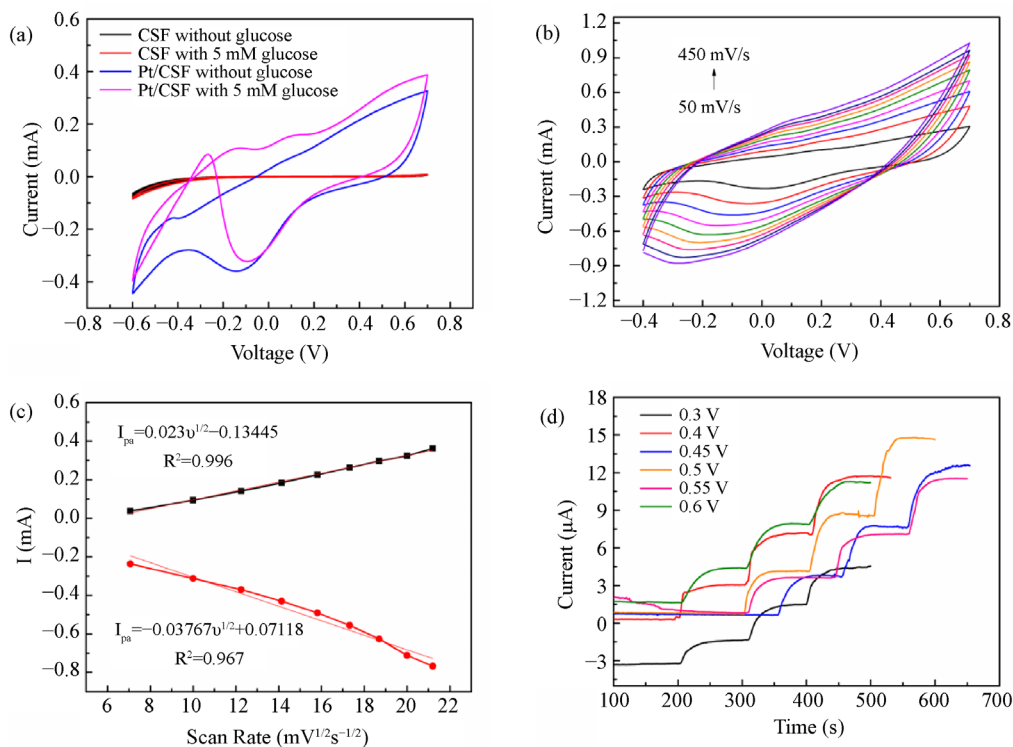 (a)
0.6
0.4
0.2
0.0
−0.2
−0.4
Current (mA)
CSF without glucose
CSF with 5 mM glucose
Pt/CSF without glucose
Pt/CSF with 5 mM glucose
−0.6 −0.4 −0.2 0.0 0.2 0.4 0.6 0.8
Voltage (V)
(b)
1.2
0.9
0.6
0.3
0.0
−0.3
−0.6
−0.9
−1.2
Current (mA)
450 mV/s
50 mV/s
−0.4 −0.2 0.0 0.2 0.4 0.6 0.8
Voltage (V)
(c)
0.6
0.4
0.2
0.0
−0.2
−0.4
−0.6
−0.8
I (mA)
Ipa=0.023υ1/2−0.13445
R2=0.996
Ipa=−0.03767υ1/2+0.07118
R2=0.967
6 8 10 12 14 16 18 20 22
Scan Rate (mV1/2s−1/2)
(d)
18
15
12
9
6
3
0
−3
Current (μA)
0.3 V
0.4 V
0.45 V
0.5 V
0.55 V
0.6 V
100 200 300 400 500 600 700
Time (s)